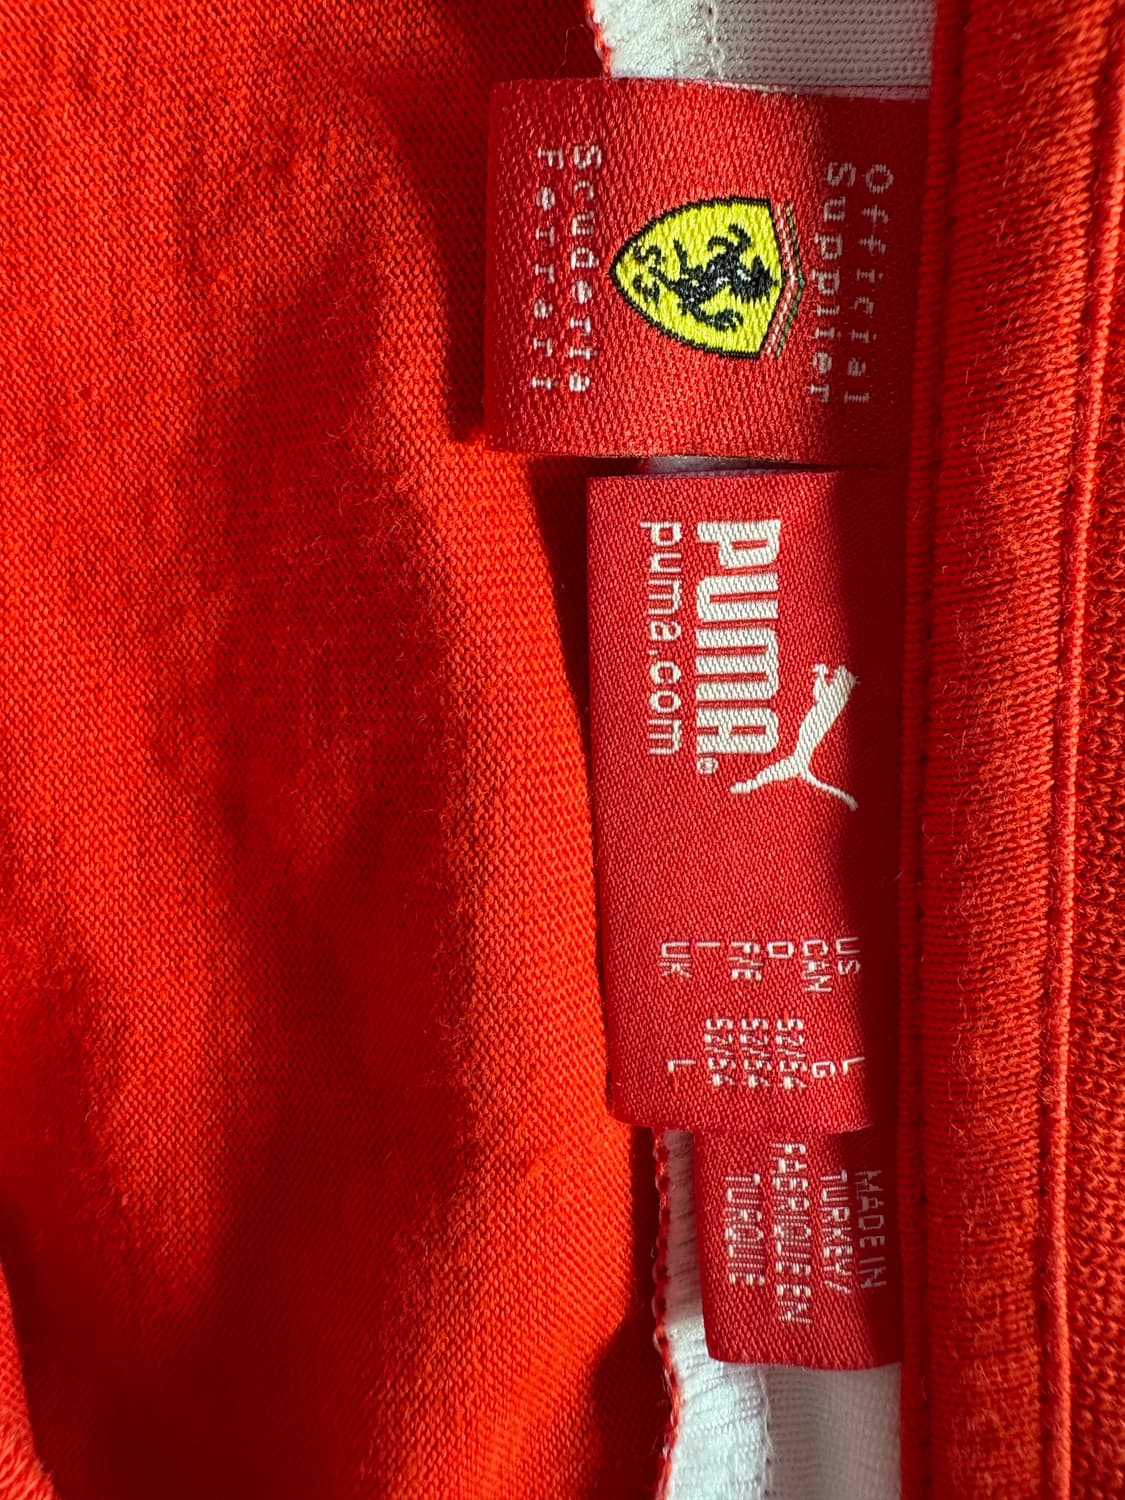 Official
Supplier
S F
Scuderia
Ferrari
PUMA®
puma.com
US L
CAN G
D 52/54
F/E 52/54
I 52/54
UK L
MADE IN
TURKEY/
FABRIQUE EN
TURQUIE